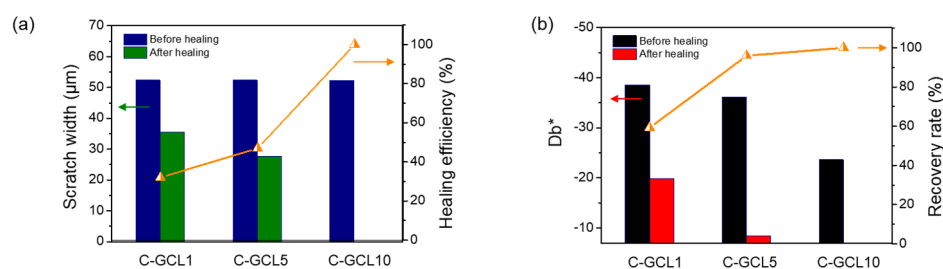 (a)
Scratch width (μm)
70
60
50
40
30
20
10
0
Before healing
After healing
100
80
60
40
20
0
Healing efficiency (%)
C-GCL1 C-GCL5 C-GCL10
(b)
Db*
-40
-30
-20
-10
Before healing
After healing
100
80
60
40
20
0
Recovery rate (%)
C-GCL1 C-GCL5 C-GCL10